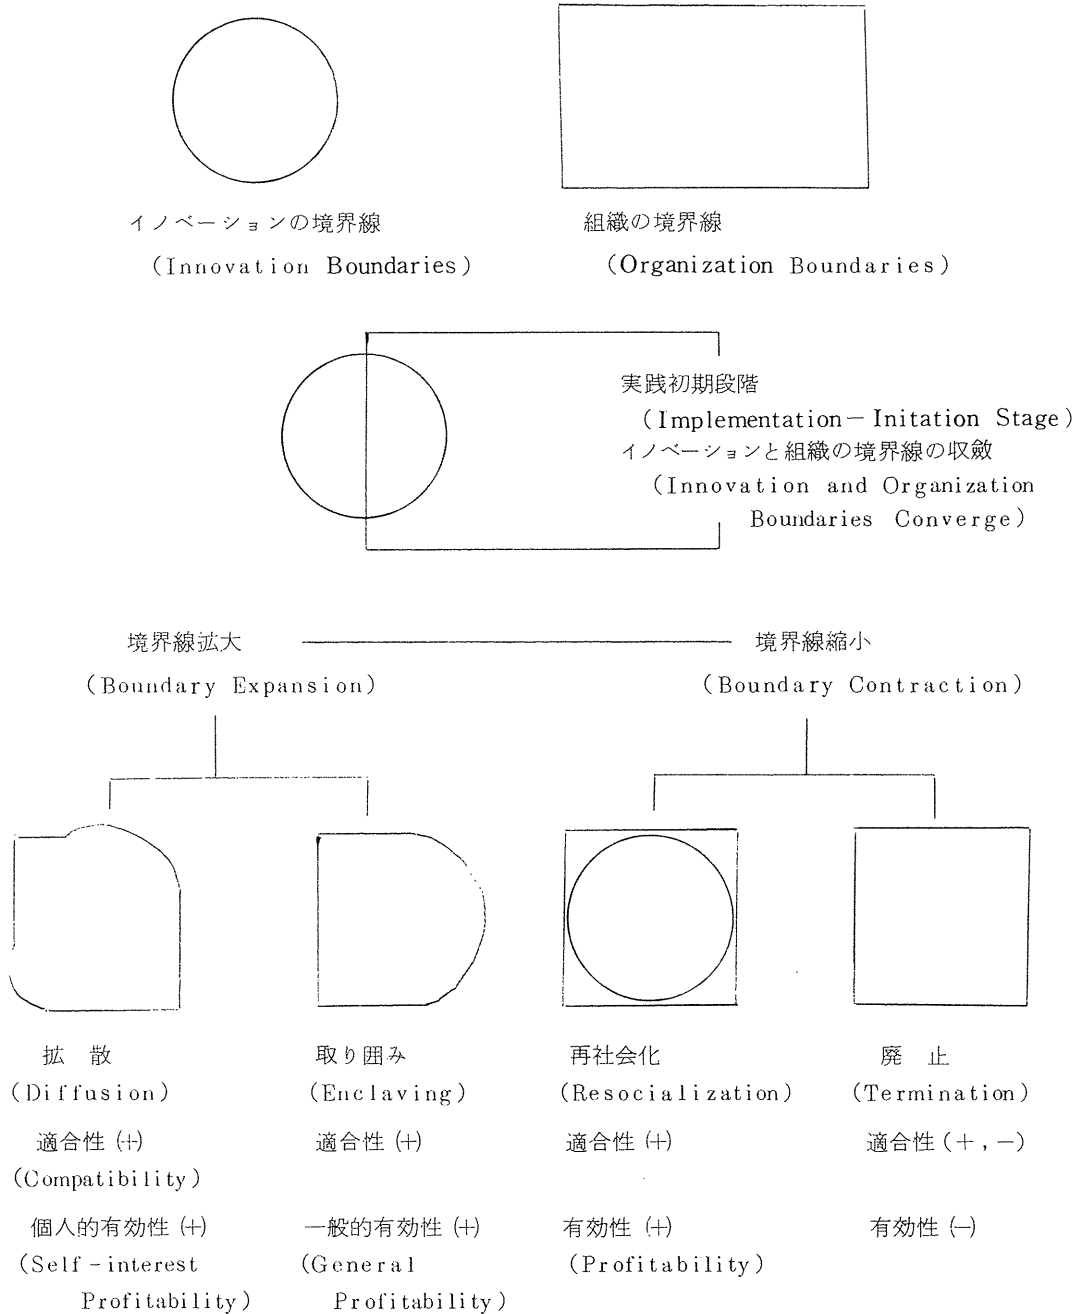 イノベーションの境界線
(Innovation Boundaries)
組織の境界線
(Organization Boundaries)
実践初期段階
(Implementation－Initation Stage)
イノベーションと組織の境界線の収斂
(Innovation and Organization
Boundaries Converge)
境界線拡大
(Boundary Expansion)
境界線縮小
(Boundary Contraction)
拡　散
(Diffusion)
適合性 (+)
(Compatibility)
個人的有効性 (+)
(Self-interest
Profitability)
取り囲み
(Enclaving)
適合性 (+)
一般的有効性 (+)
(General
Profitability)
再社会化
(Resocialization)
適合性 (+)
有効性 (+)
(Profitability)
廃　止
(Termination)
適合性 (+,−)
有効性 (−)